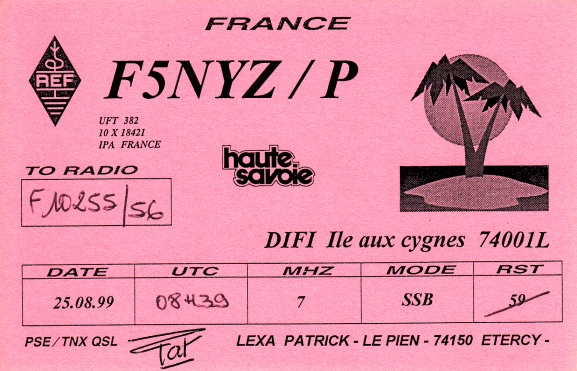 FRANCE
REF
F5NYZ / P
UFT 382
10 X 18421
IPA FRANCE
haute
savoie
TO RADIO
F10255/56
DIFI Ile aux cygnes 74001L
DATE UTC MHZ MODE RST
25.08.99 08H39 7 SSB 59
PSE / TNX QSL Pat LEXA PATRICK - LE PIEN - 74150 ETERCY -